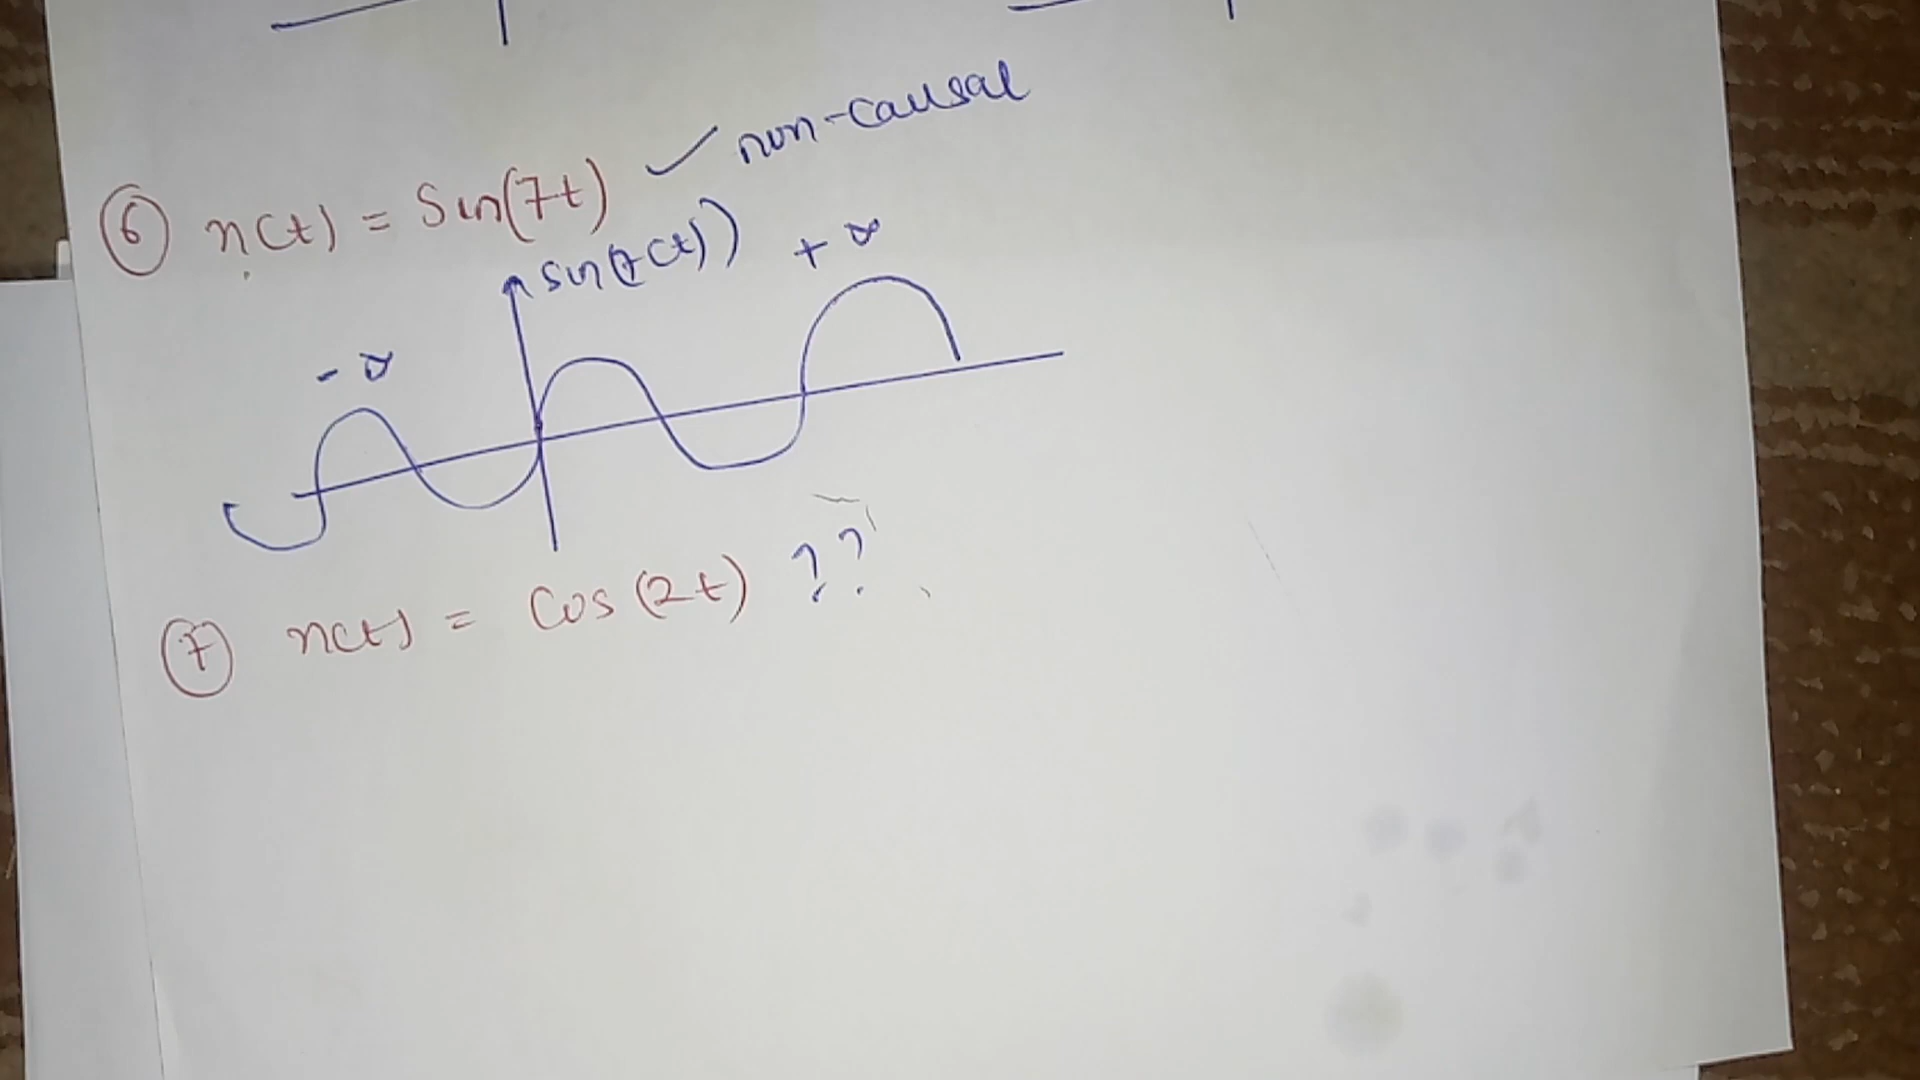 non-causal
⑥ x(t) = Sin(7t) ✓
sin(7(t))
+ ∞
- ∞
⑦ x(t) = Cos(2t) ??